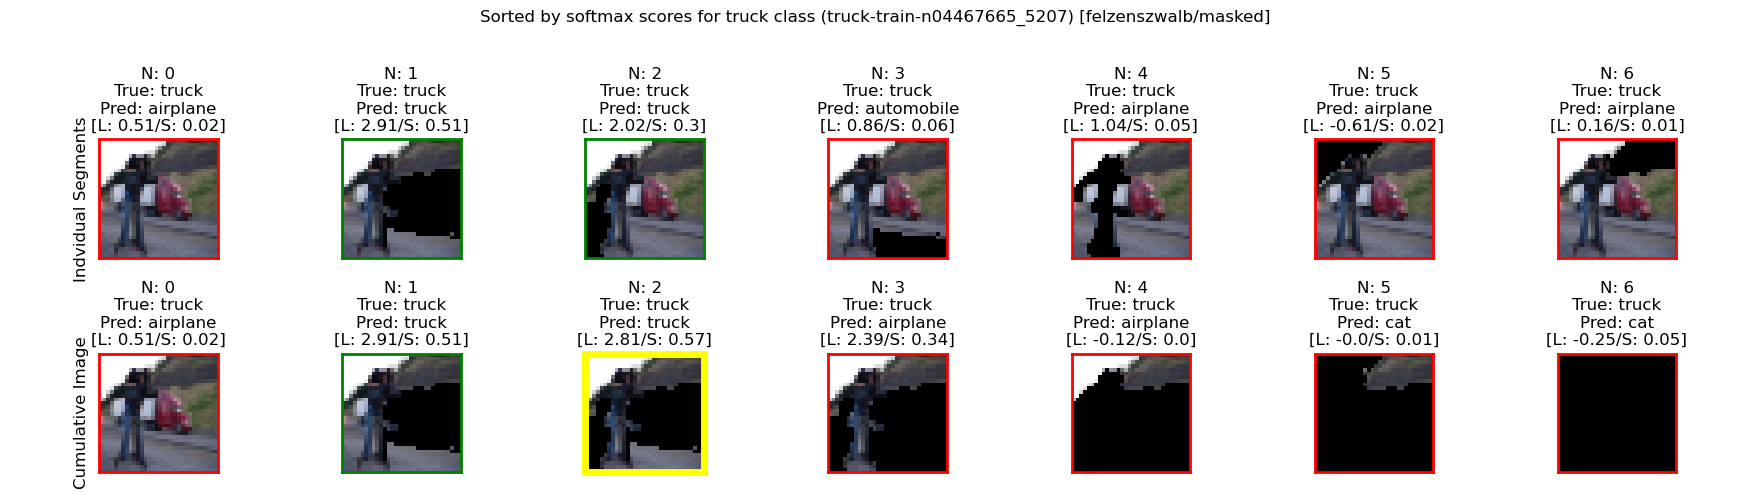 Sorted by softmax scores for truck class (truck-train-n04467665_5207) [felzenszwalb/masked]
Indvidual Segments
N: 0
True: truck
Pred: airplane
[L: 0.51/S: 0.02]
N: 1
True: truck
Pred: truck
[L: 2.91/S: 0.51]
N: 2
True: truck
Pred: truck
[L: 2.02/S: 0.3]
N: 3
True: truck
Pred: automobile
[L: 0.86/S: 0.06]
N: 4
True: truck
Pred: airplane
[L: 1.04/S: 0.05]
N: 5
True: truck
Pred: airplane
[L: -0.61/S: 0.02]
N: 6
True: truck
Pred: airplane
[L: 0.16/S: 0.01]
Cumulative Image
N: 0
True: truck
Pred: airplane
[L: 0.51/S: 0.02]
N: 1
True: truck
Pred: truck
[L: 2.91/S: 0.51]
N: 2
True: truck
Pred: truck
[L: 2.81/S: 0.57]
N: 3
True: truck
Pred: airplane
[L: 2.39/S: 0.34]
N: 4
True: truck
Pred: airplane
[L: -0.12/S: 0.0]
N: 5
True: truck
Pred: cat
[L: -0.0/S: 0.01]
N: 6
True: truck
Pred: cat
[L: -0.25/S: 0.05]